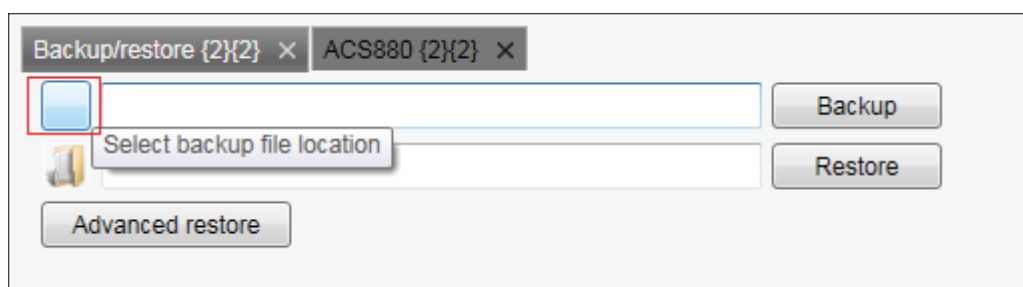 Backup/restore {2}{2} × ACS880 {2}{2} ×
Backup
Select backup file location
Restore
Advanced restore